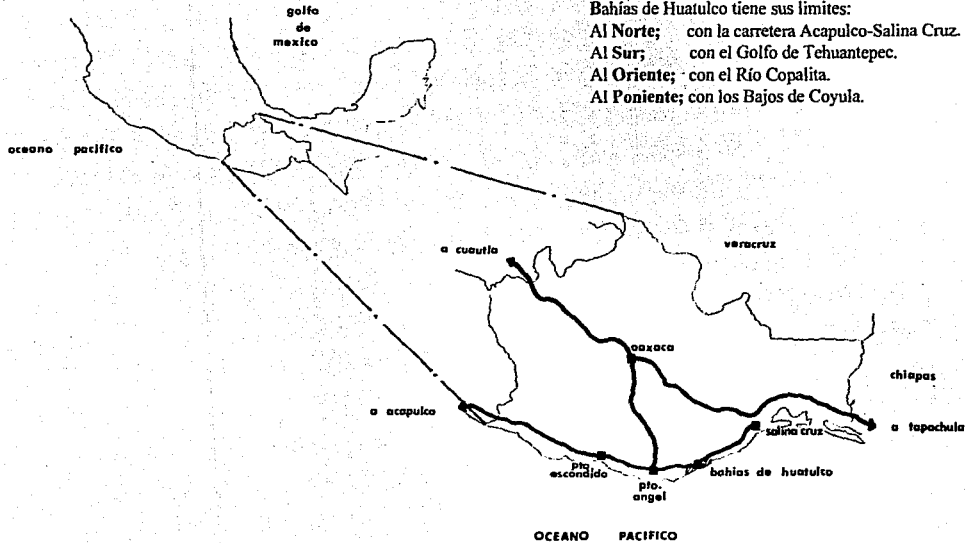 golfo
de
mexico
Bahías de Huatulco tiene sus limites:
Al Norte; con la carretera Acapulco-Salina Cruz.
Al Sur; con el Golfo de Tehuantepec.
Al Oriente; con el Río Copalita.
Al Poniente; con los Bajos de Coyula.
oceano pacifico
a cuautla
veracruz
oaxaca
chiapas
a acapulco
salina cruz
a tapachula
pto.
escondido
bahias de huatulco
pto.
angel
OCEANO PACIFICO